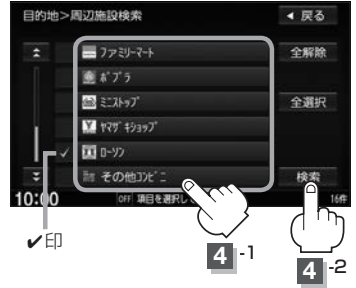 目的地>周辺施設検索
◀ 戻る
ファミリーマート
全解除
ポプラ
ミニストップ
全選択
ヤマザキショップ
✓ ローソン
その他コンビニ
検索
10:00
OFF 項目を選択して
16件
✔印
4 -1
4 -2